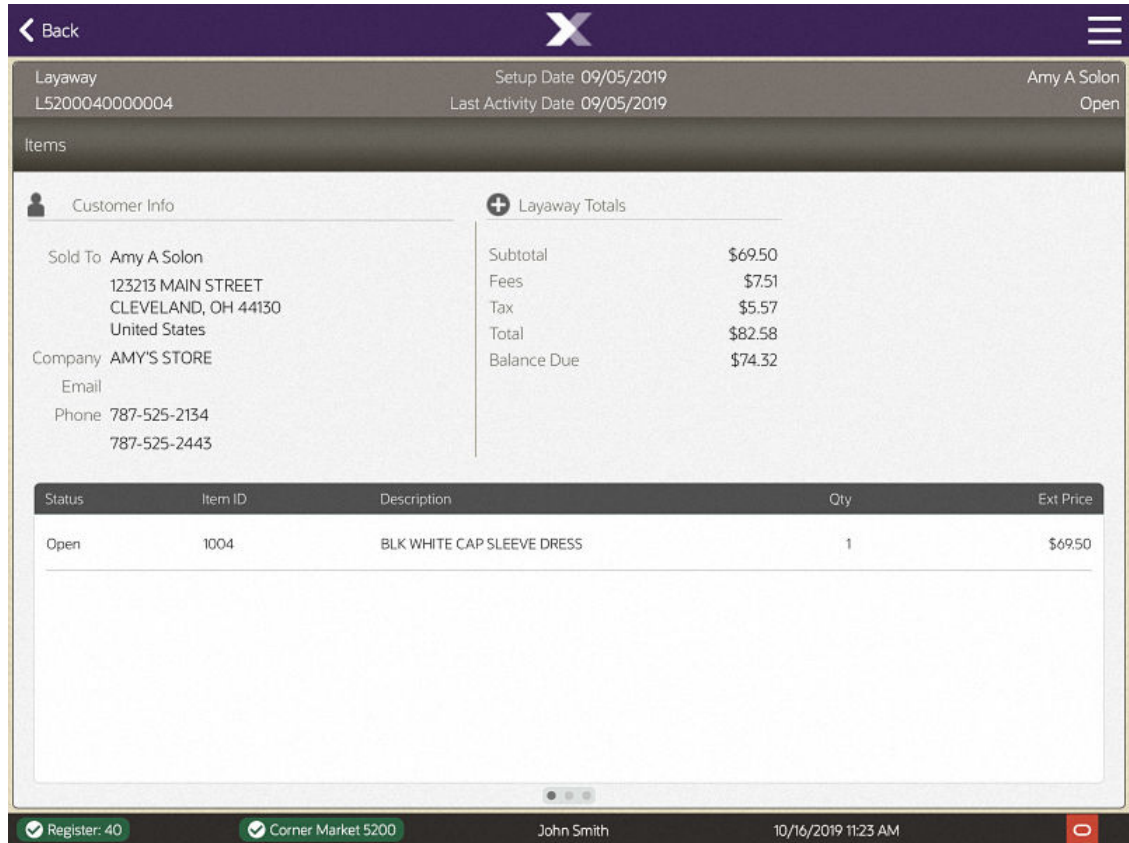 Back
Layaway Setup Date 09/05/2019 Amy A Solon
L5200040000004 Last Activity Date 09/05/2019 Open
Items
Customer Info
Sold To Amy A Solon
123213 MAIN STREET
CLEVELAND, OH 44130
United States
Company AMY'S STORE
Email
Phone 787-525-2134
787-525-2443
Layaway Totals
Subtotal $69.50
Fees $7.51
Tax $5.57
Total $82.58
Balance Due $74.32
Status Item ID Description Qty Ext Price
Open 1004 BLK WHITE CAP SLEEVE DRESS 1 $69.50
Register: 40 Corner Market 5200 John Smith 10/16/2019 11:23 AM